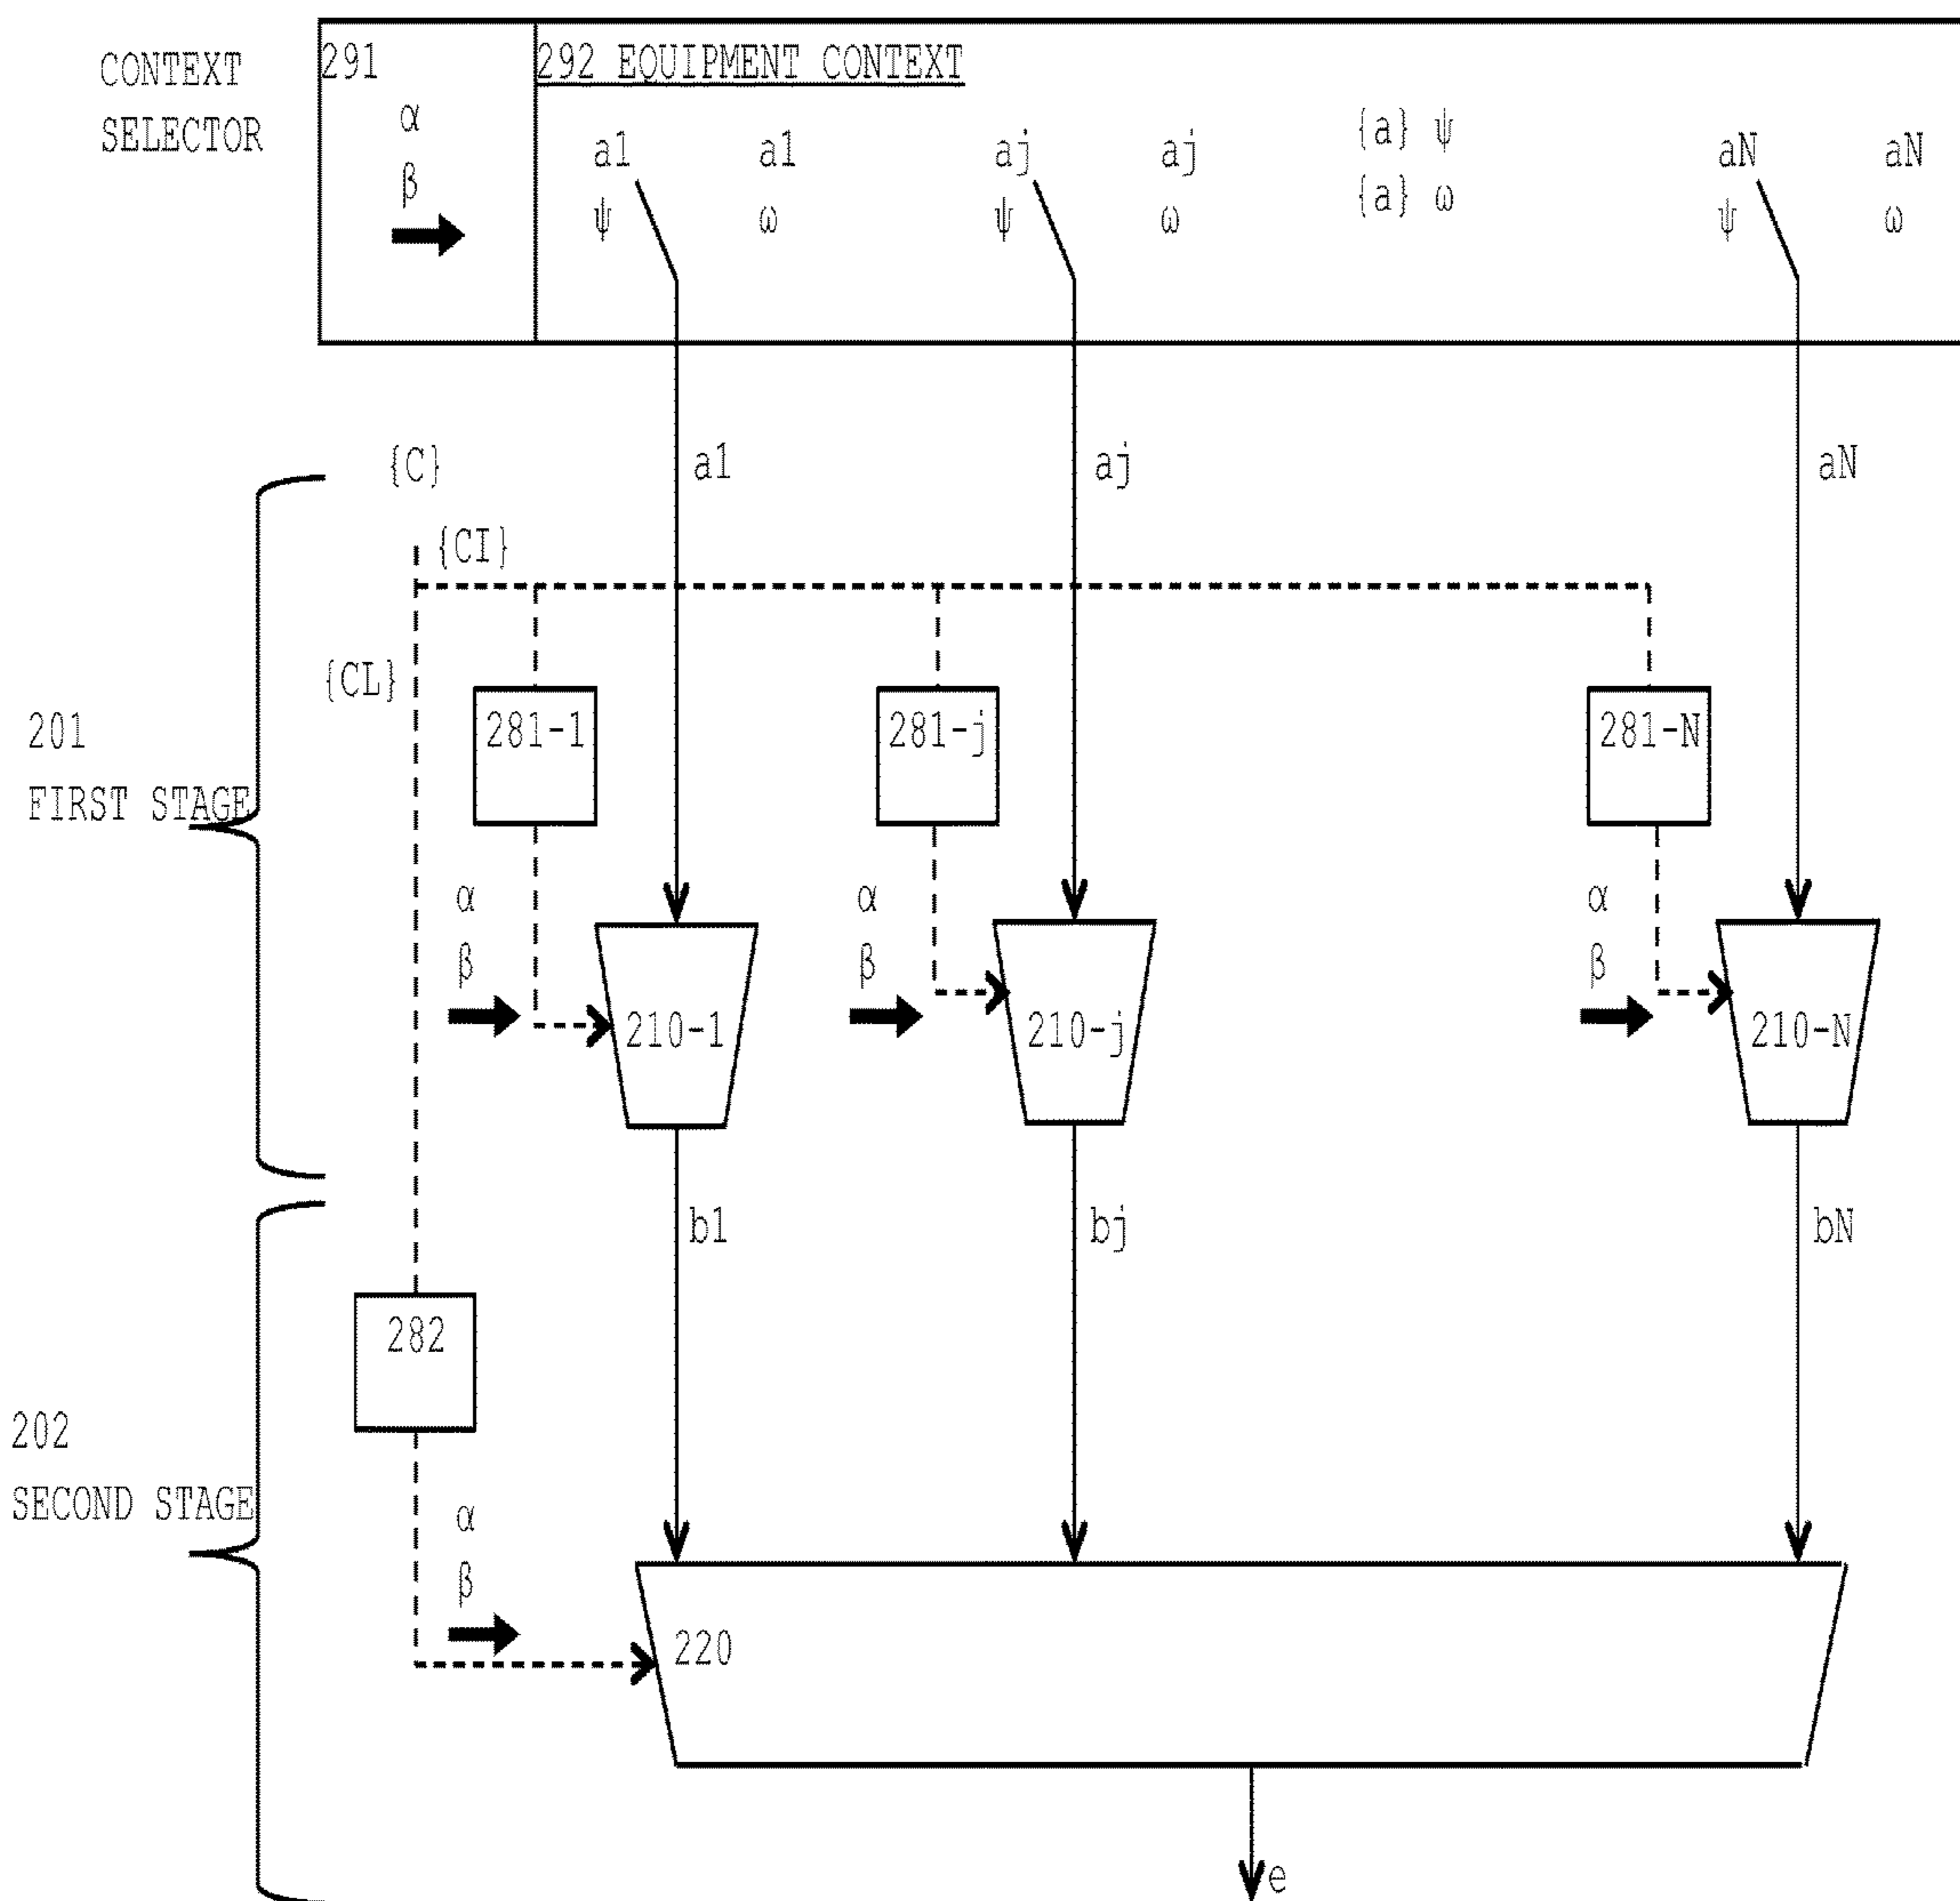 CONTEXT
SELECTOR
291
α
β
292 EQUIPMENT CONTEXT
a1 a1 aj aj {a} ψ aN aN
ψ ω ψ ω {a} ω ψ ω
{C} a1 aj aN
{CI}
{CL}
281-1 281-j 281-N
201
FIRST STAGE
α α α
β β β
210-1 210-j 210-N
b1 bj bN
282
202
SECOND STAGE
α
β
220
e